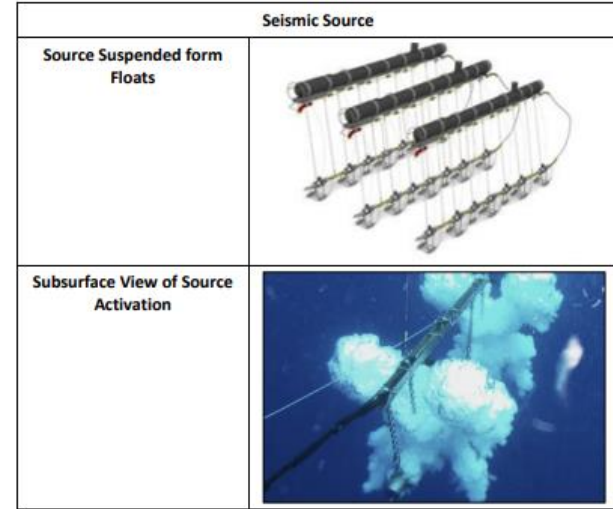 Seismic Source
Source Suspended form
Floats
Subsurface View of Source
Activation